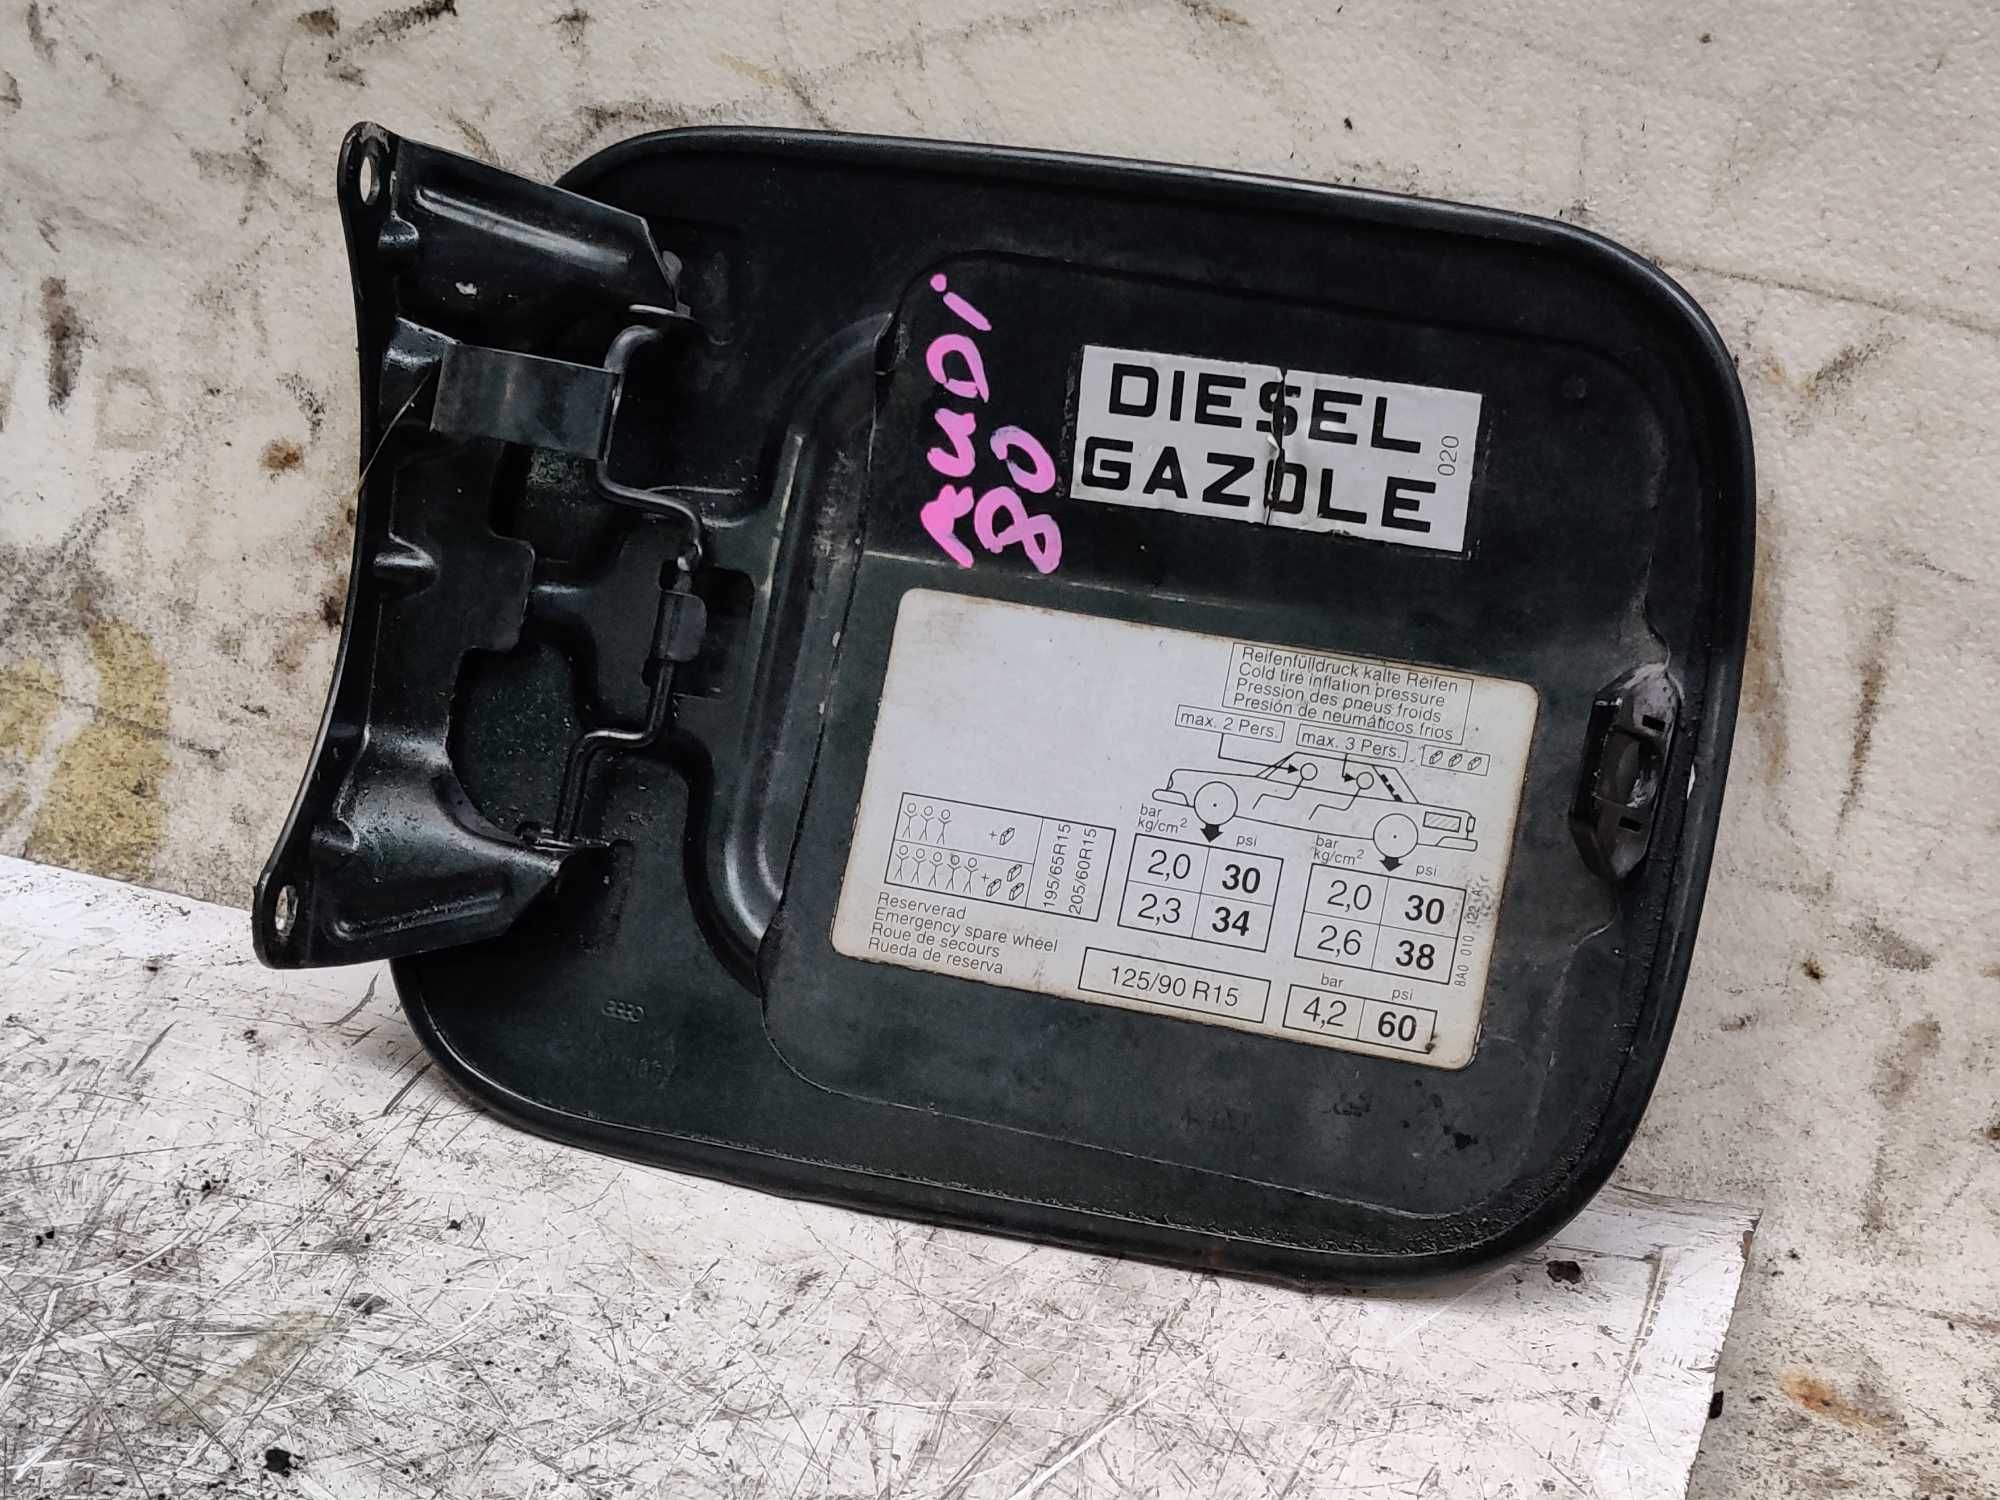 AUDi
80
DIESEL
GAZOLE
020
Reifenfülldruck kalte Reifen
Cold tire inflation pressure
Pression des pneus froids
Presión de neumáticos frios
max. 2 Pers.
max. 3 Pers.
bar
kg/cm²
psi
bar
kg/cm²
psi
195/65R15
205/60R15
+
2,0 30
2,0 30
+
2,3 34
2,6 38
8A0 010 122
Reserverad
Emergency spare wheel
Roue de secours
Rueda de reserva
125/90 R15
bar psi
4,2 60